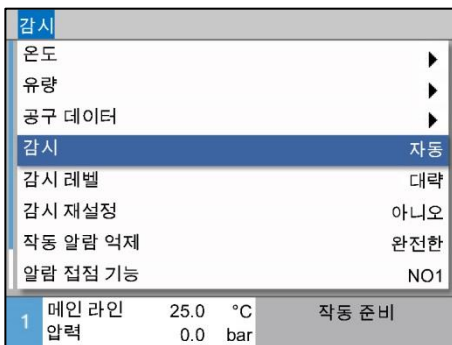 감시
온도
유량
공구 데이터
감시 자동
감시 레벨 대략
감시 재설정 아니오
작동 알람 억제 완전한
알람 접점 기능 NO1
1 메인 라인 25.0 °C 작동 준비
압력 0.0 bar